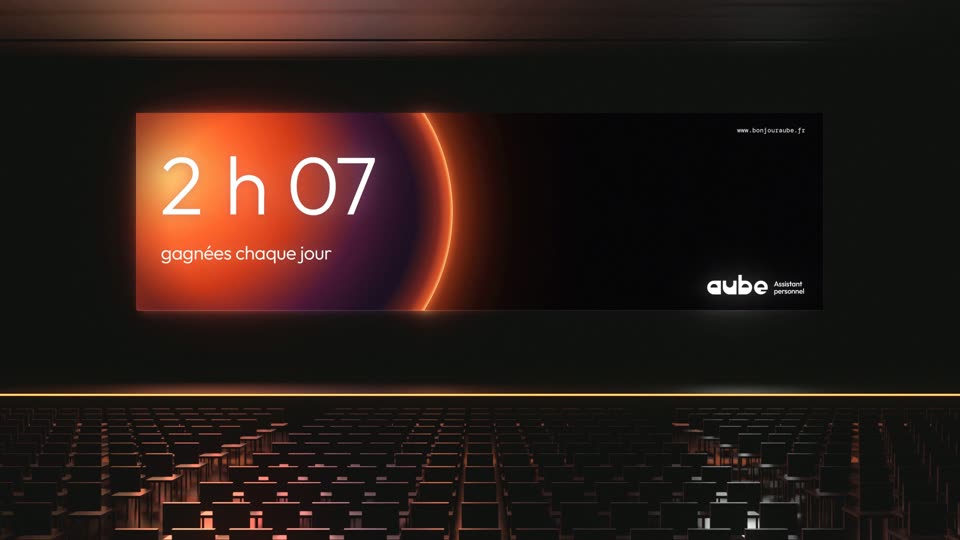 www.bonjouraube.fr
2 h 07
gagnées chaque jour
aube
Assistant
personnel